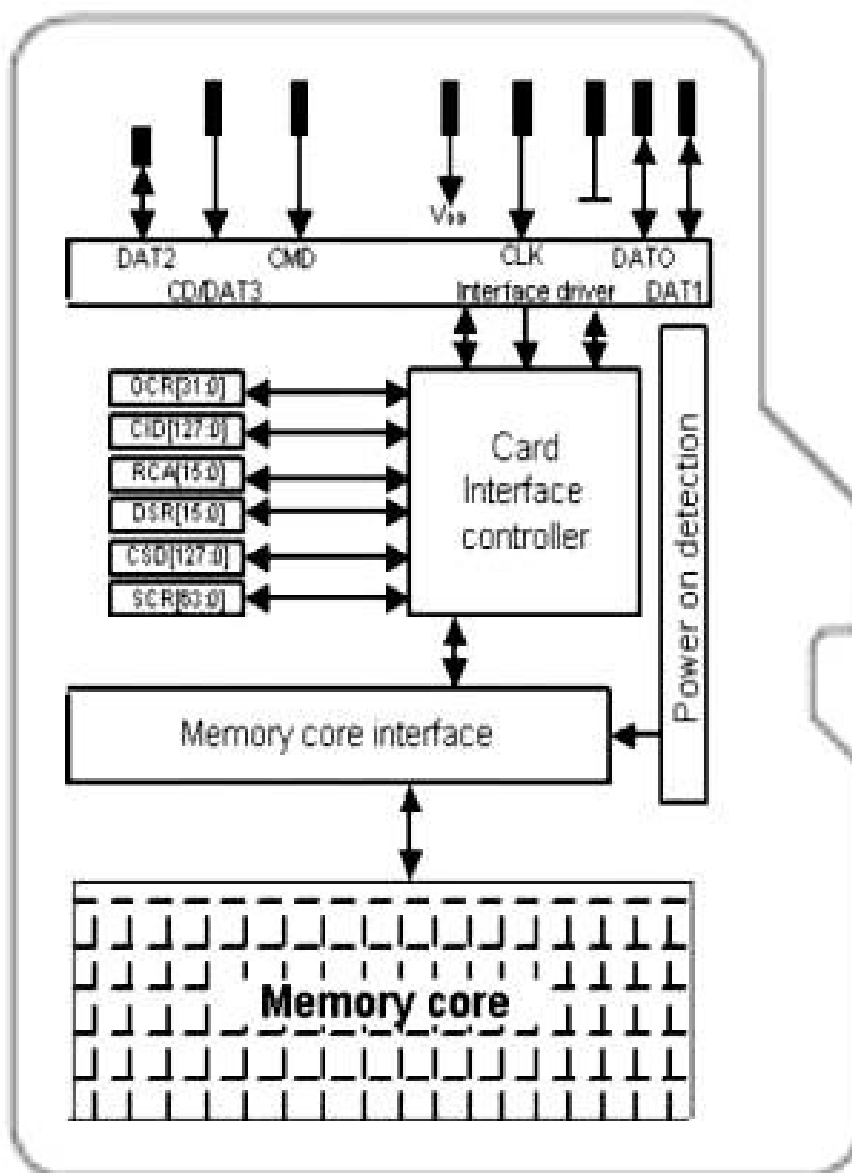 DAT2 CMD CLK DAT0
CD/DAT3 Interface driver DAT1
OCR[31:0]
CID[127:0]
RCA[15:0]
DSR[15:0]
CSD[127:0]
SCR[63:0]
Card
Interface
controller
Power on detection
Memory core interface
Memory core